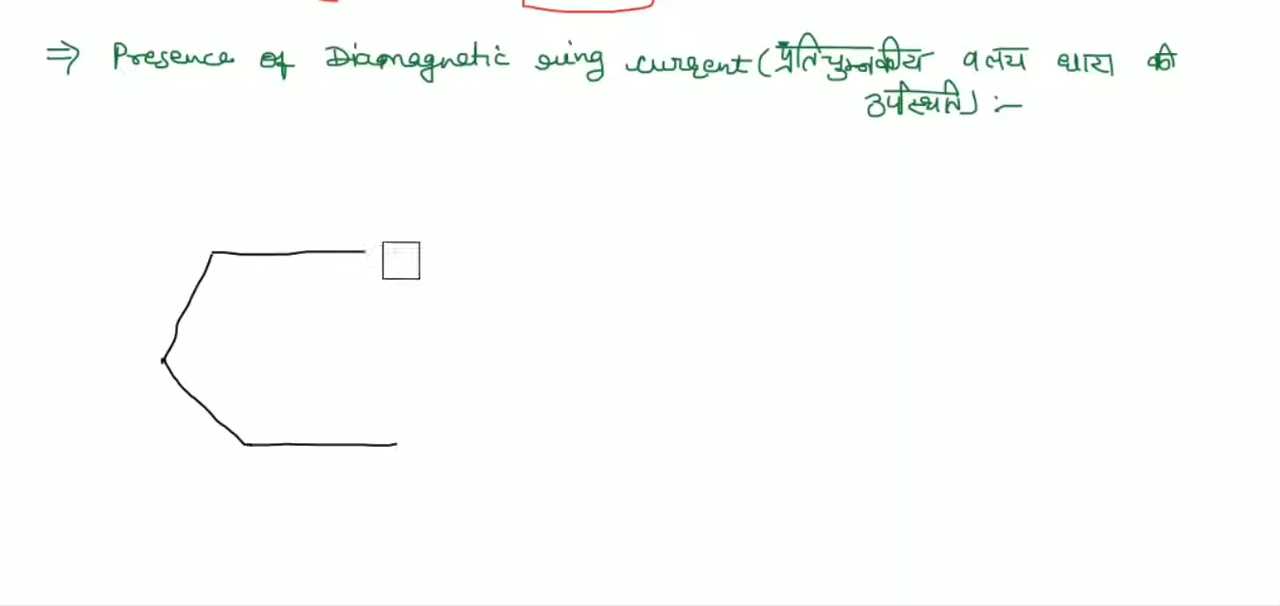 ⇒ Presence of Diamagnetic ring current (प्रतिचुम्बकीय वलय धारा की
उपस्थिति) :-